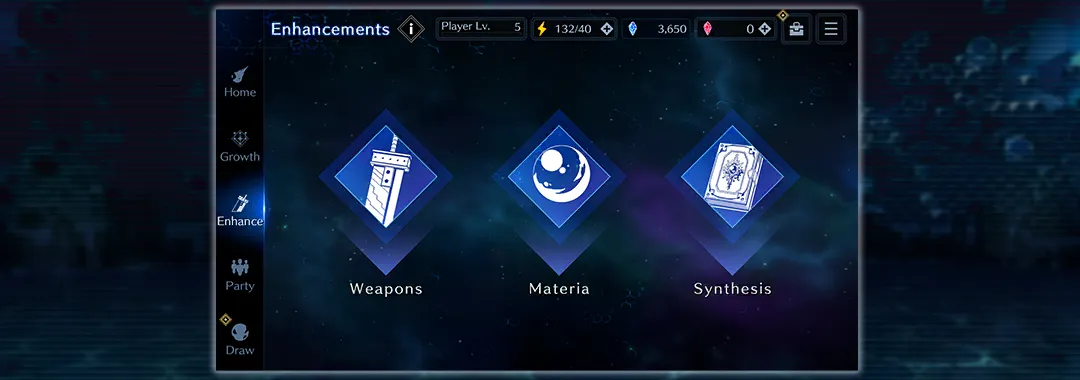 Enhancements i Player Lv. 5 132/40 3,650 0
Home
Growth
Enhance
Party
Draw
Weapons Materia Synthesis